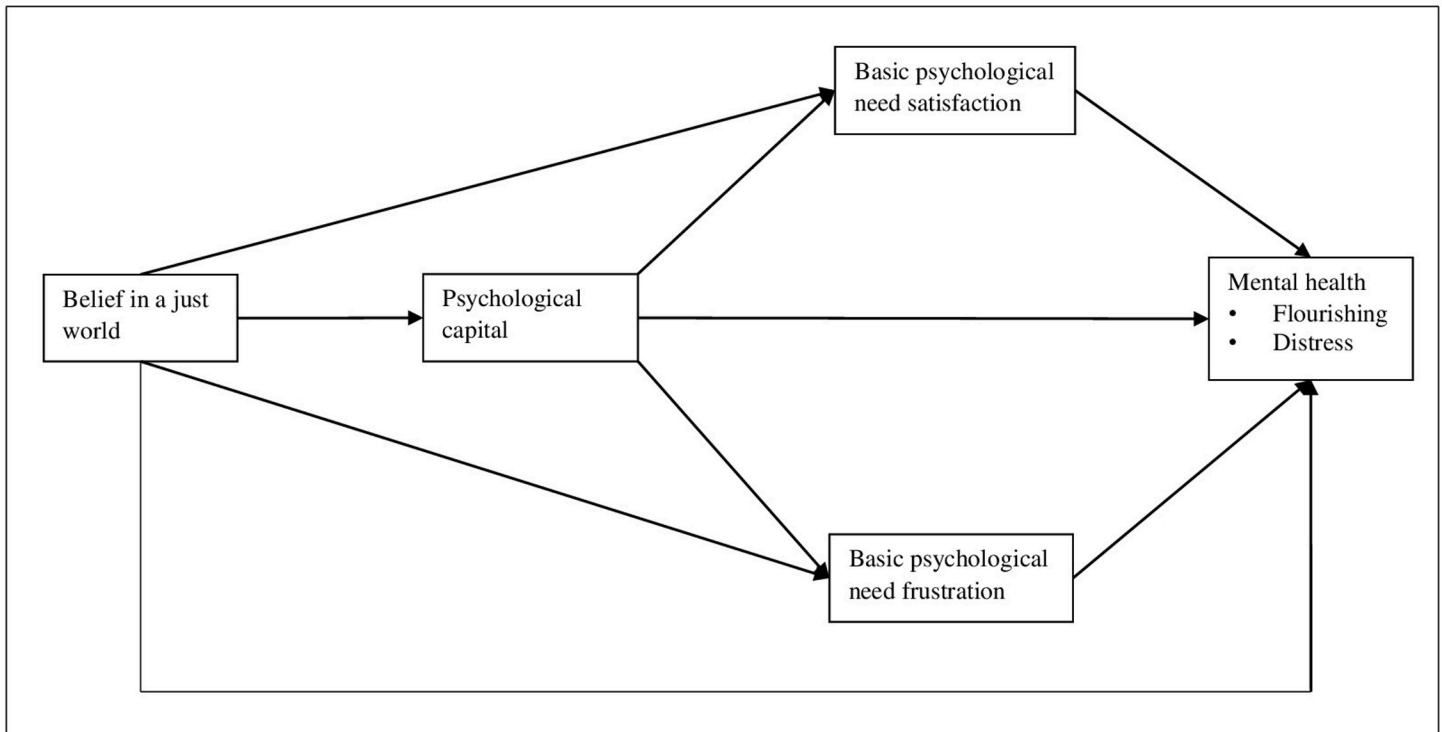 Basic psychological
need satisfaction
Belief in a just
world
Psychological
capital
Mental health
• Flourishing
• Distress
Basic psychological
need frustration